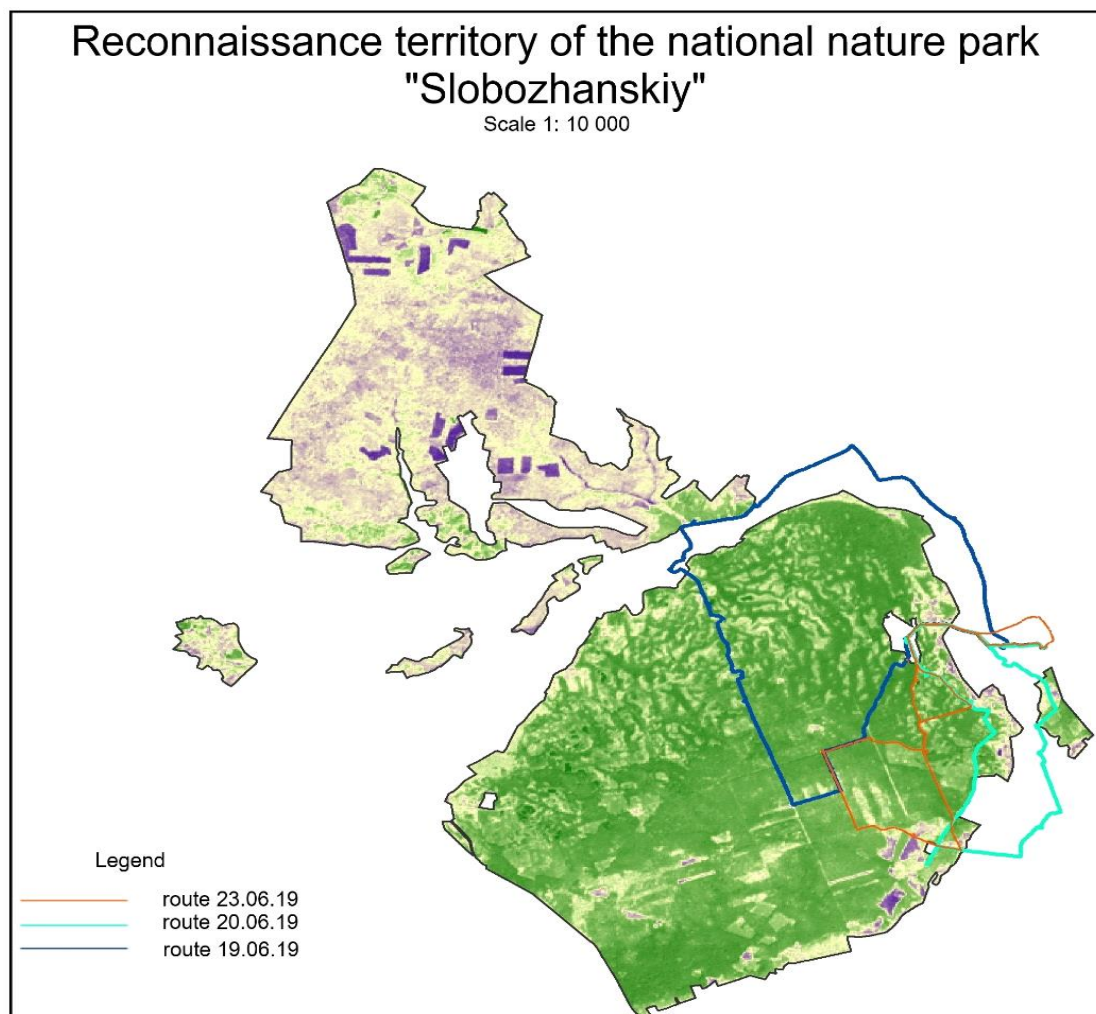 Reconnaissance territory of the national nature park
"Slobozhanskiy"
Scale 1: 10 000
Legend
route 23.06.19
route 20.06.19
route 19.06.19